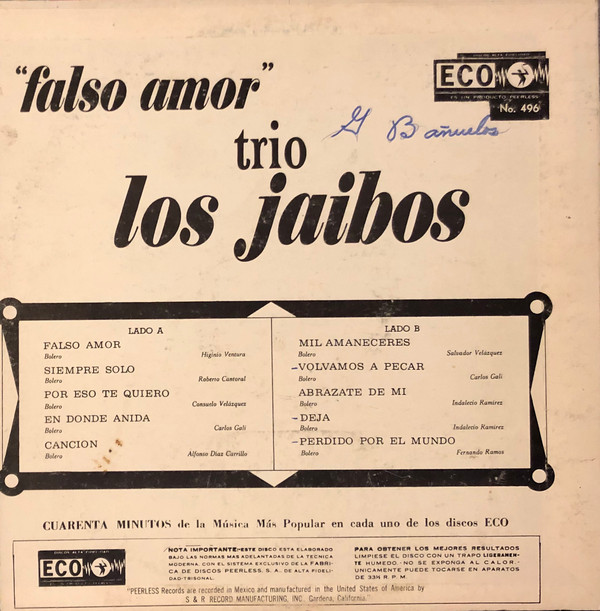 "falso amor"
ECO
ES UN PRODUCTO PEERLESS
No. 496
G Bañuelos
trio
los jaibos
LADO A
FALSO AMOR
Bolero Higinio Ventura
SIEMPRE SOLO
Bolero Roberto Cantoral
POR ESO TE QUIERO
Bolero Consuelo Velázquez
EN DONDE ANIDA
Bolero Carlos Gali
CANCION
Bolero Alfonso Díaz Carrillo
LADO B
MIL AMANECERES
Bolero Salvador Velázquez
-VOLVAMOS A PECAR
Bolero Carlos Gali
ABRAZATE DE MI
Bolero Indalecio Ramírez
-DEJA
Bolero Indalecio Ramírez
-PERDIDO POR EL MUNDO
Bolero Fernando Ramos
CUARENTA MINUTOS de la Música Más Popular en cada uno de los discos ECO
ECO
NOTA IMPORTANTE:-ESTE DISCO ESTA ELABORADO
BAJO LAS NORMAS MAS ADELANTADAS DE LA TECNICA
MODERNA, CON EL SISTEMA EXCLUSIVO DE LA FABRI-
CA DE DISCOS PEERLESS, S. A. DE ALTA FIDELI-
DAD-TRISONAL.
PARA OBTENER LOS MEJORES RESULTADOS
LIMPIESE EL DISCO CON UN TRAPO LIGERAMEN-
TE HUMEDO.-NO SE EXPONGA AL CALOR.-
UNICAMENTE PUEDE TOCARSE EN APARATOS
DE 33⅓ R. P. M.
"PEERLESS Records are recorded in Mexico and manufactured in the United States of America by
S & R RECORD MANUFACTURING, INC., Gardena, California."